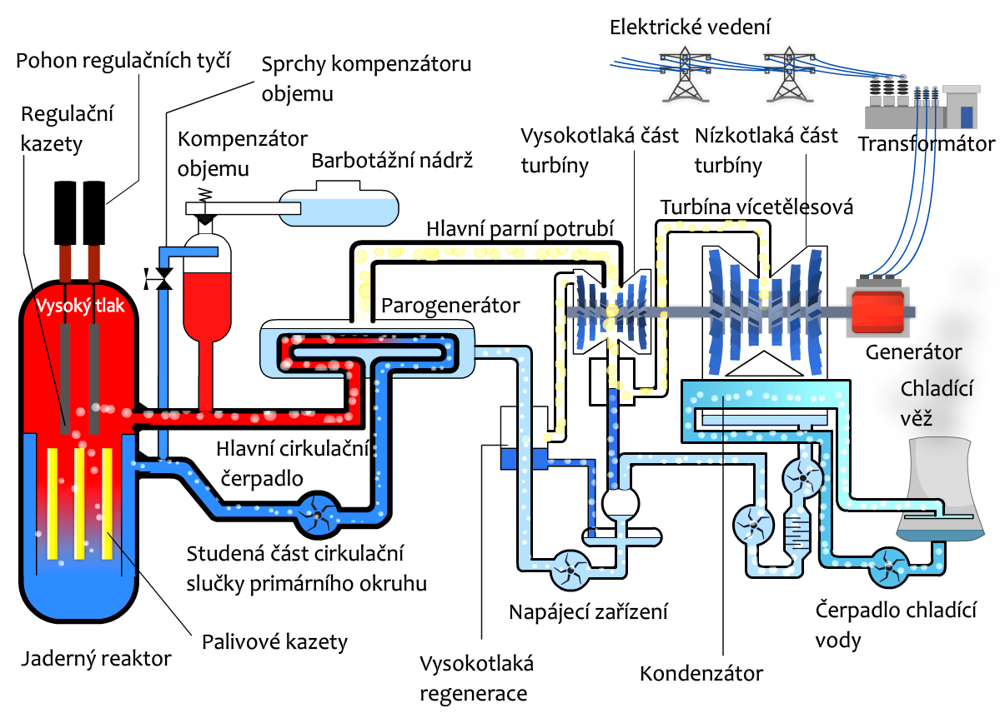 Elektrické vedení
Pohon regulačních tyčí
Sprchy kompenzátoru
objemu
Regulační
kazety
Kompenzátor
objemu
Barbotážní nádrž
Vysokotlaká část
turbíny
Nízkotlaká část
turbíny
Transformátor
Turbína vícetělesová
Hlavní parní potrubí
Vysoký tlak
Parogenerátor
Generátor
Chladící
věž
Hlavní cirkulační
čerpadlo
Studená část cirkulační
slučky primárního okruhu
Napájecí zařízení
Čerpadlo chladící
vody
Palivové kazety
Jaderný reaktor
Vysokotlaká
regenerace
Kondenzátor